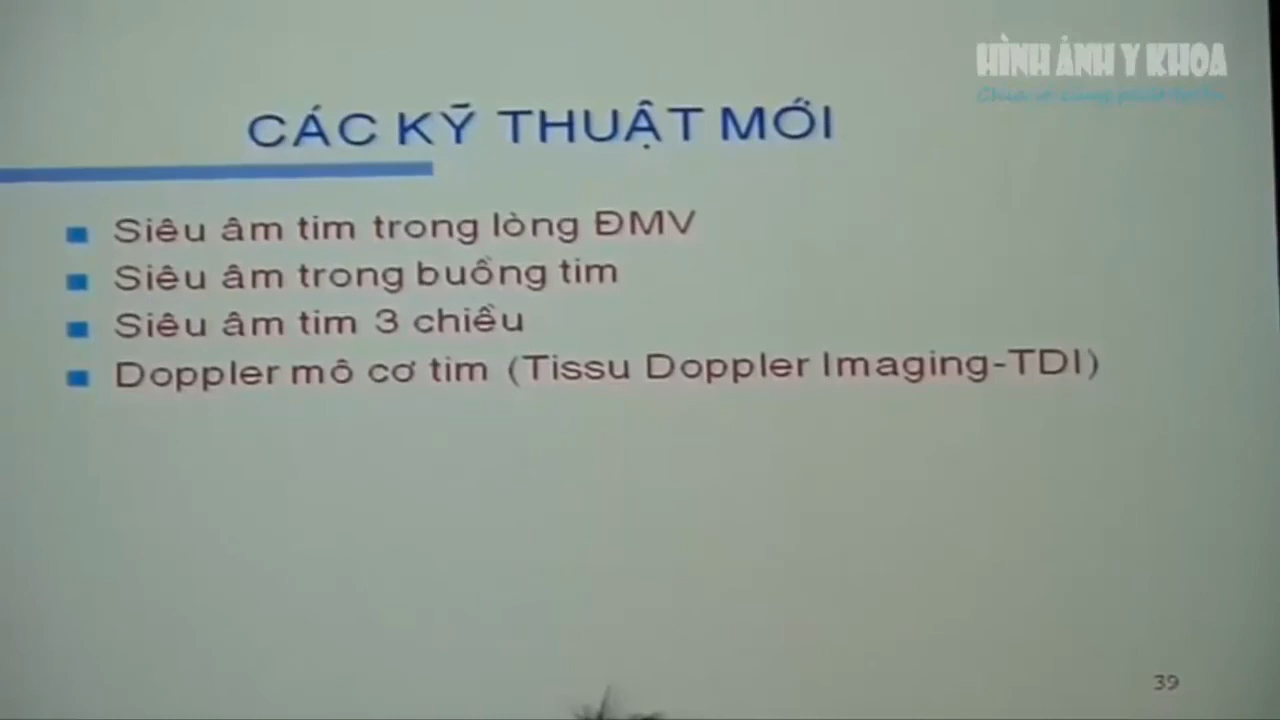 HÌNH ẢNH Y KHOA
CÁC KỸ THUẬT MỚI
Siêu âm tim trong lòng ĐMV
Siêu âm trong buồng tim
Siêu âm tim 3 chiều
Doppler mô cơ tim (Tissu Doppler Imaging-TDI)
39